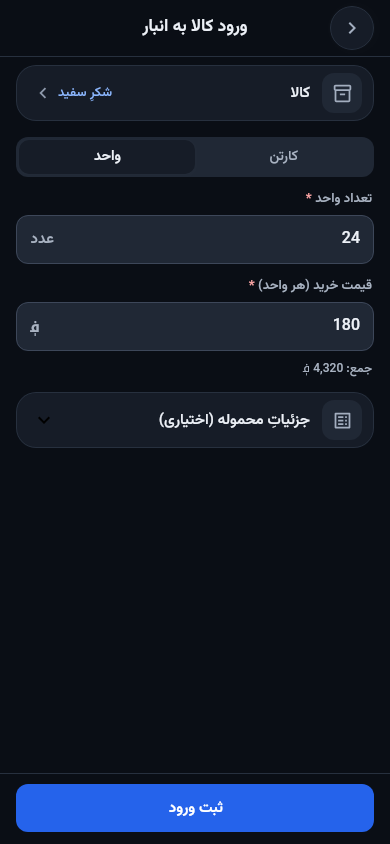 ورود کالا به انبار
کالا شکرِ سفید
کارتن واحد
تعداد واحد *
24 عدد
قیمت خرید (هر واحد) *
180 ؋
جمع: 4,320 ؋
جزئیاتِ محموله (اختیاری)
ثبت ورود